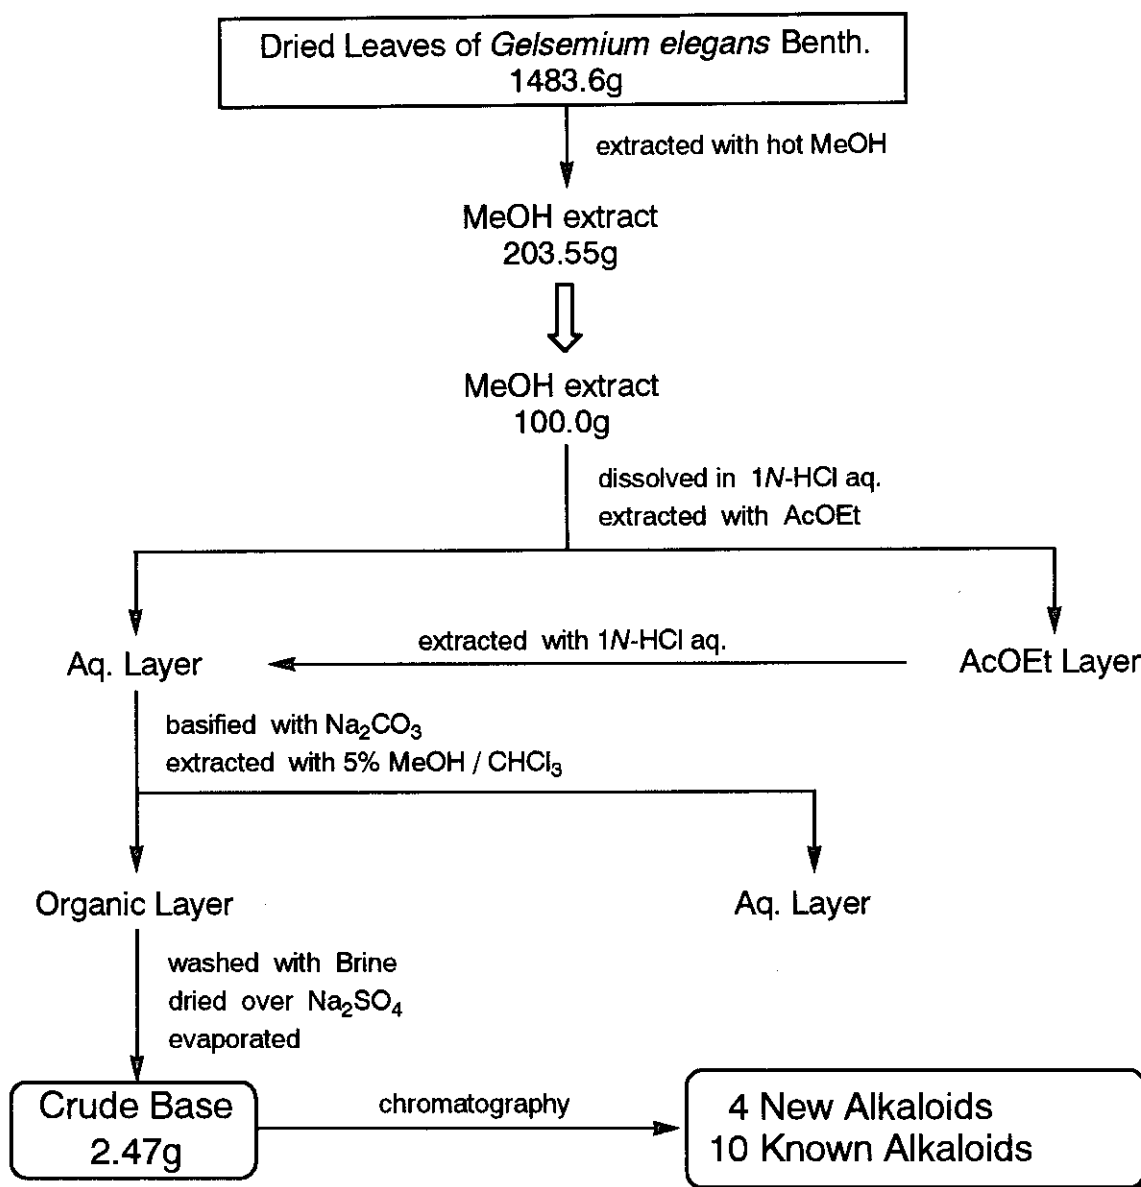 Dried Leaves of Gelsemium elegans Benth.
1483.6g
extracted with hot MeOH
MeOH extract
203.55g
MeOH extract
100.0g
dissolved in 1N-HCl aq.
extracted with AcOEt
extracted with 1N-HCl aq.
Aq. Layer
AcOEt Layer
basified with Na₂CO₃
extracted with 5% MeOH / CHCl₃
Organic Layer
Aq. Layer
washed with Brine
dried over Na₂SO₄
evaporated
Crude Base
2.47g
chromatography
4 New Alkaloids
10 Known Alkaloids